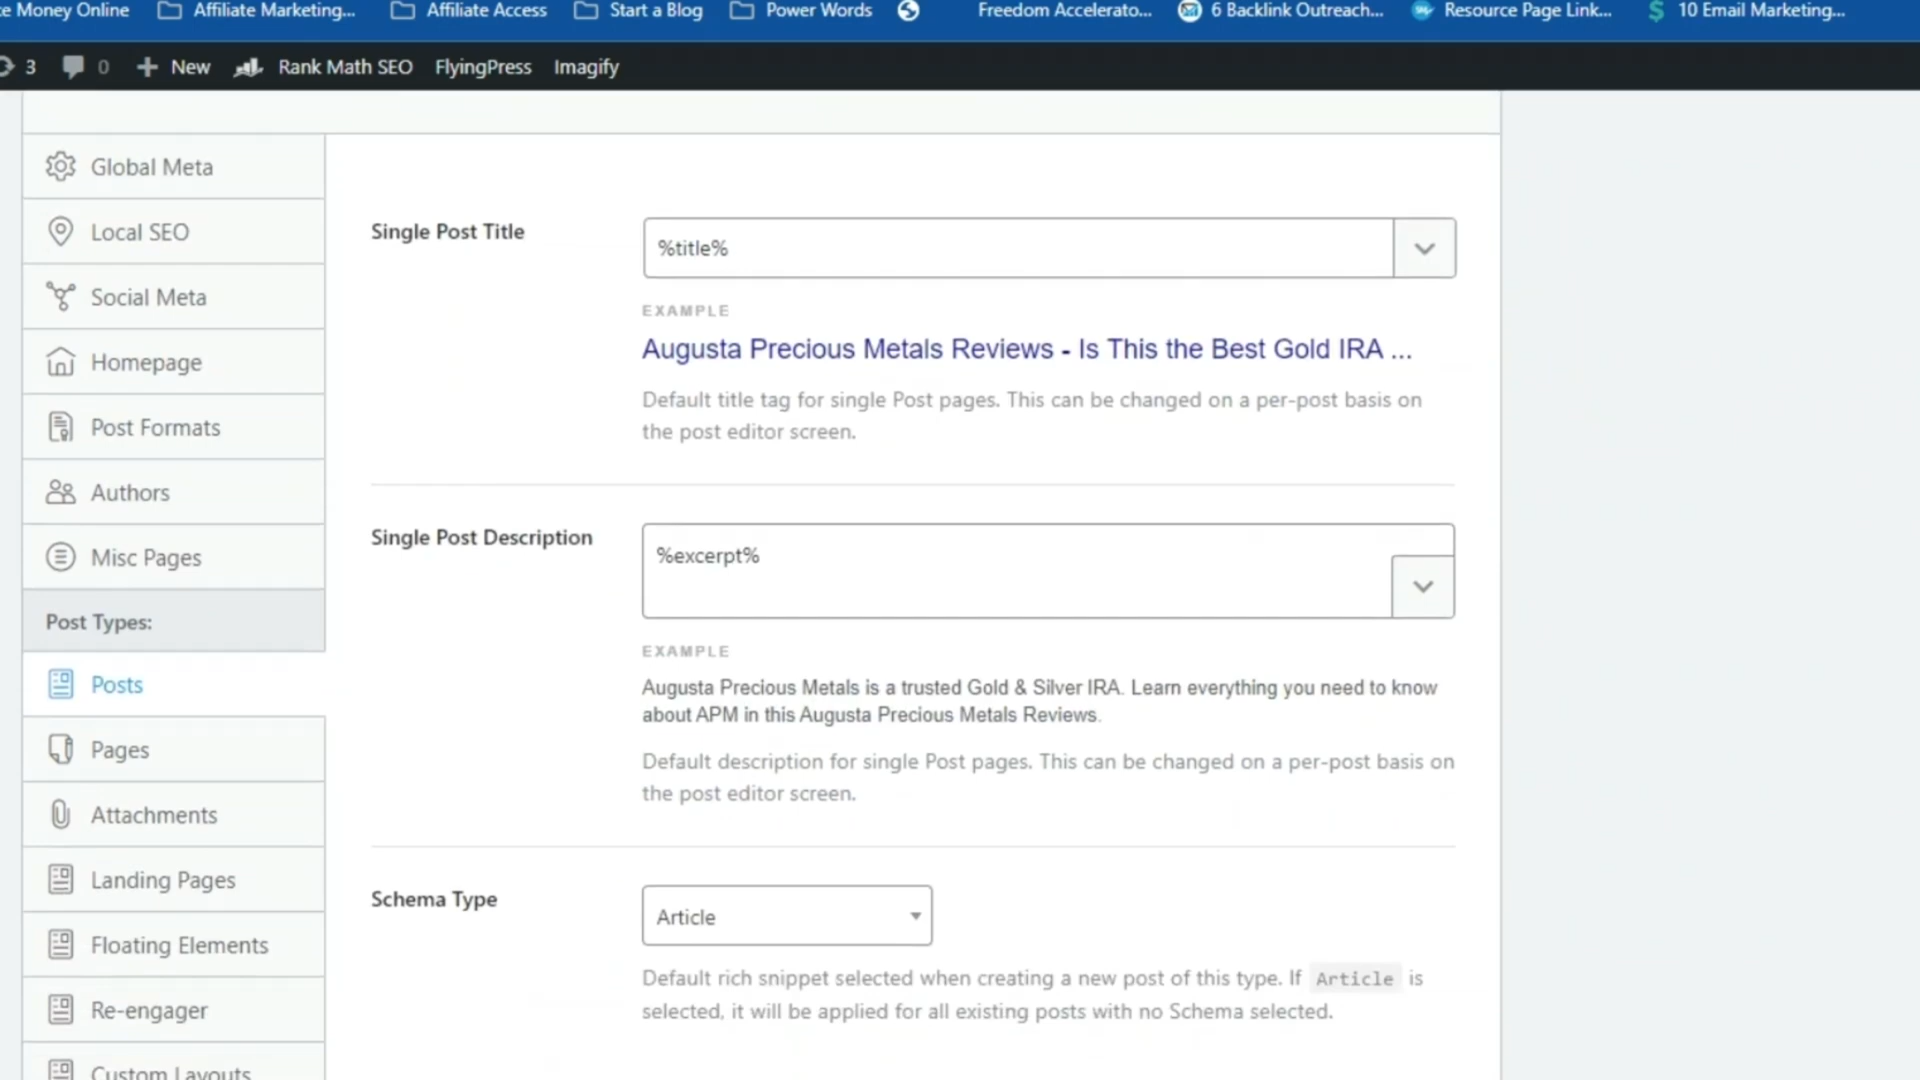 e Money Online
Affiliate Marketing...
Affiliate Access
Start a Blog
Power Words
Freedom Accelerato...
6 Backlink Outreach...
Resource Page Link...
10 Email Marketing...
3
0
New
Rank Math SEO
FlyingPress
Imagify
Global Meta
Local SEO
Social Meta
Homepage
Post Formats
Authors
Misc Pages
Post Types:
Posts
Pages
Attachments
Landing Pages
Floating Elements
Re-engager
Custom Layouts
Single Post Title
%title%
EXAMPLE
Augusta Precious Metals Reviews - Is This the Best Gold IRA ...
Default title tag for single Post pages. This can be changed on a per-post basis on
the post editor screen.
Single Post Description
%excerpt%
EXAMPLE
Augusta Precious Metals is a trusted Gold & Silver IRA. Learn everything you need to know
about APM in this Augusta Precious Metals Reviews.
Default description for single Post pages. This can be changed on a per-post basis on
the post editor screen.
Schema Type
Article
Default rich snippet selected when creating a new post of this type. If Article is
selected, it will be applied for all existing posts with no Schema selected.